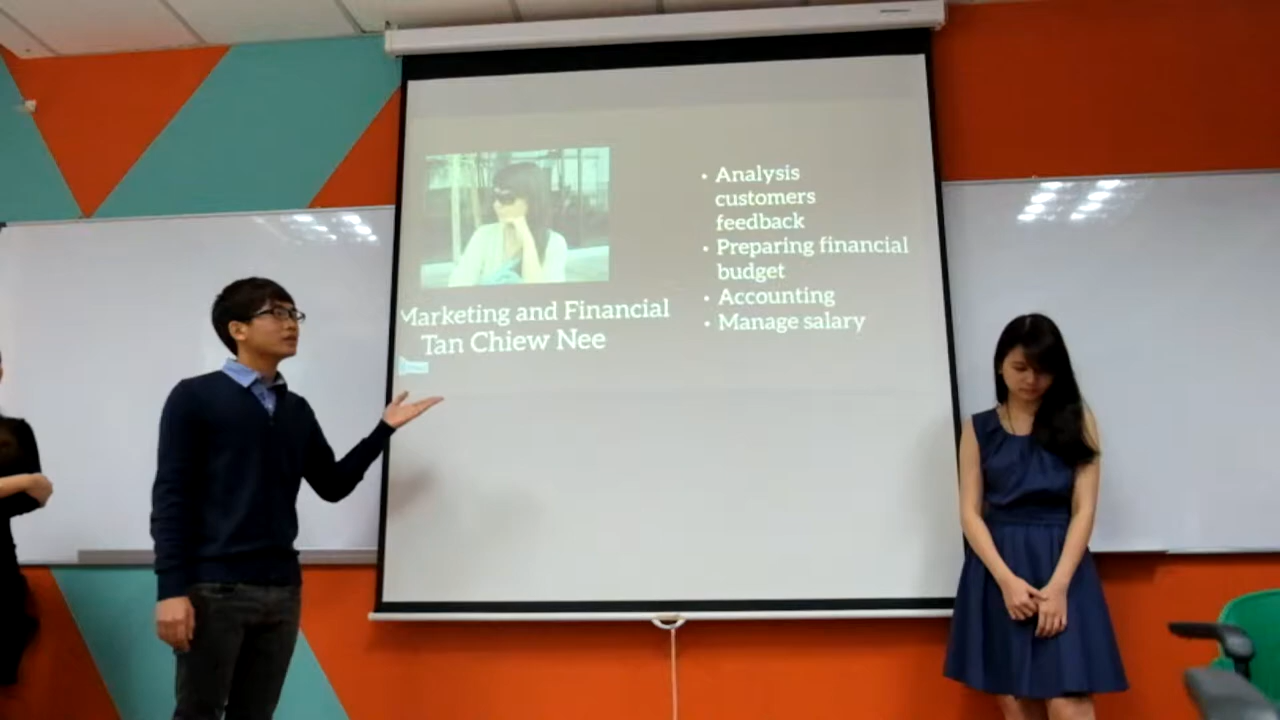 Marketing and Financial
Tan Chiew Nee
• Analysis
customers
feedback
• Preparing financial
budget
• Accounting
• Manage salary